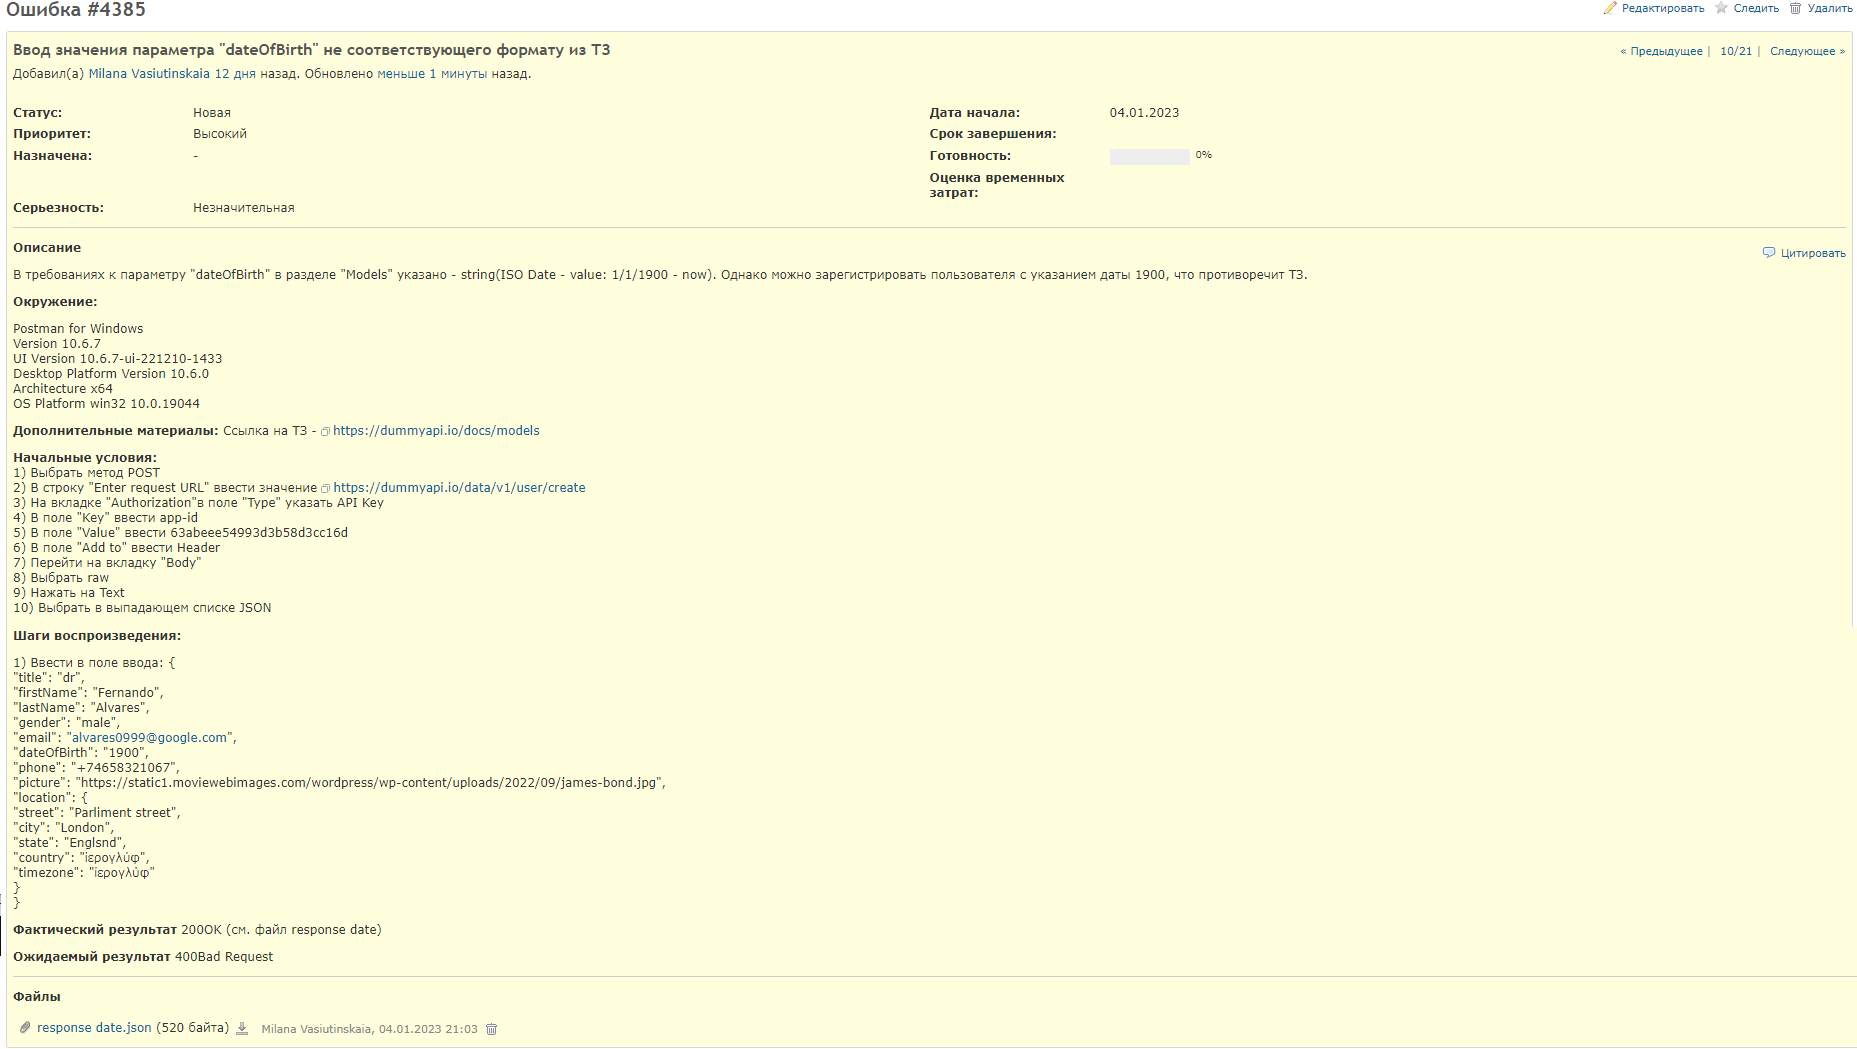 Ошибка #4385
Редактировать Следить Удалить
Ввод значения параметра "dateOfBirth" не соответствующего формату из ТЗ
« Предыдущее | 10/21 | Следующее »
Добавил(а) Milana Vasiutinskaia 12 дня назад. Обновлено меньше 1 минуты назад.
Статус: Новая
Дата начала: 04.01.2023
Приоритет: Высокий
Срок завершения:
Назначена: -
Готовность: 0%
Оценка временных
затрат:
Серьезность: Незначительная
Описание
Цитировать
В требованиях к параметру "dateOfBirth" в разделе "Models" указано - string(ISO Date - value: 1/1/1900 - now). Однако можно зарегистрировать пользователя с указанием даты 1900, что противоречит ТЗ.
Окружение:
Postman for Windows
Version 10.6.7
UI Version 10.6.7-ui-221210-1433
Desktop Platform Version 10.6.0
Architecture x64
OS Platform win32 10.0.19044
Дополнительные материалы: Ссылка на ТЗ - https://dummyapi.io/docs/models
Начальные условия:
1) Выбрать метод POST
2) В строку "Enter request URL" ввести значение https://dummyapi.io/data/v1/user/create
3) На вкладке "Authorization"в поле "Type" указать API Key
4) В поле "Key" ввести app-id
5) В поле "Value" ввести 63abeee54993d3b58d3cc16d
6) В поле "Add to" ввести Header
7) Перейти на вкладку "Body"
8) Выбрать raw
9) Нажать на Text
10) Выбрать в выпадающем списке JSON
Шаги воспроизведения:
1) Ввести в поле ввода: {
"title": "dr",
"firstName": "Fernando",
"lastName": "Alvares",
"gender": "male",
"email": "alvares0999@google.com",
"dateOfBirth": "1900",
"phone": "+74658321067",
"picture": "https://static1.moviewebimages.com/wordpress/wp-content/uploads/2022/09/james-bond.jpg",
"location": {
"street": "Parliment street",
"city": "London",
"state": "Englsnd",
"country": "ἱερογλύφ",
"timezone": "ἱερογλύφ"
}
}
Фактический результат 200OK (см. файл response date)
Ожидаемый результат 400Bad Request
Файлы
response date.json (520 байта) Milana Vasiutinskaia, 04.01.2023 21:03